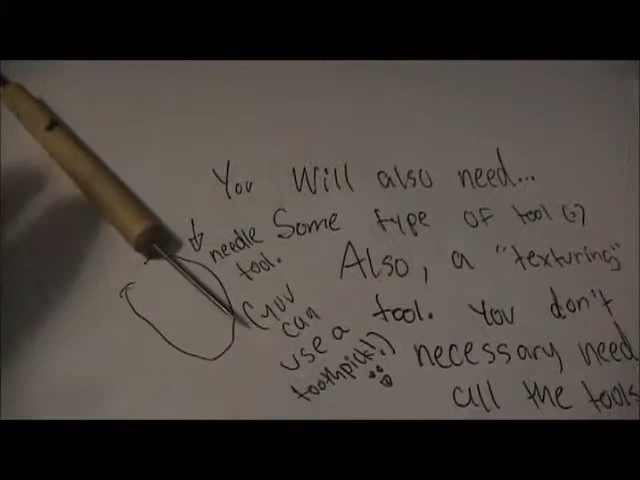 You Will also need...
Some type of tool (s)
Also, a "texturing"
tool. You don't
necessary need
all the tools
needle
tool.
(you
can
use a
toothpick!)